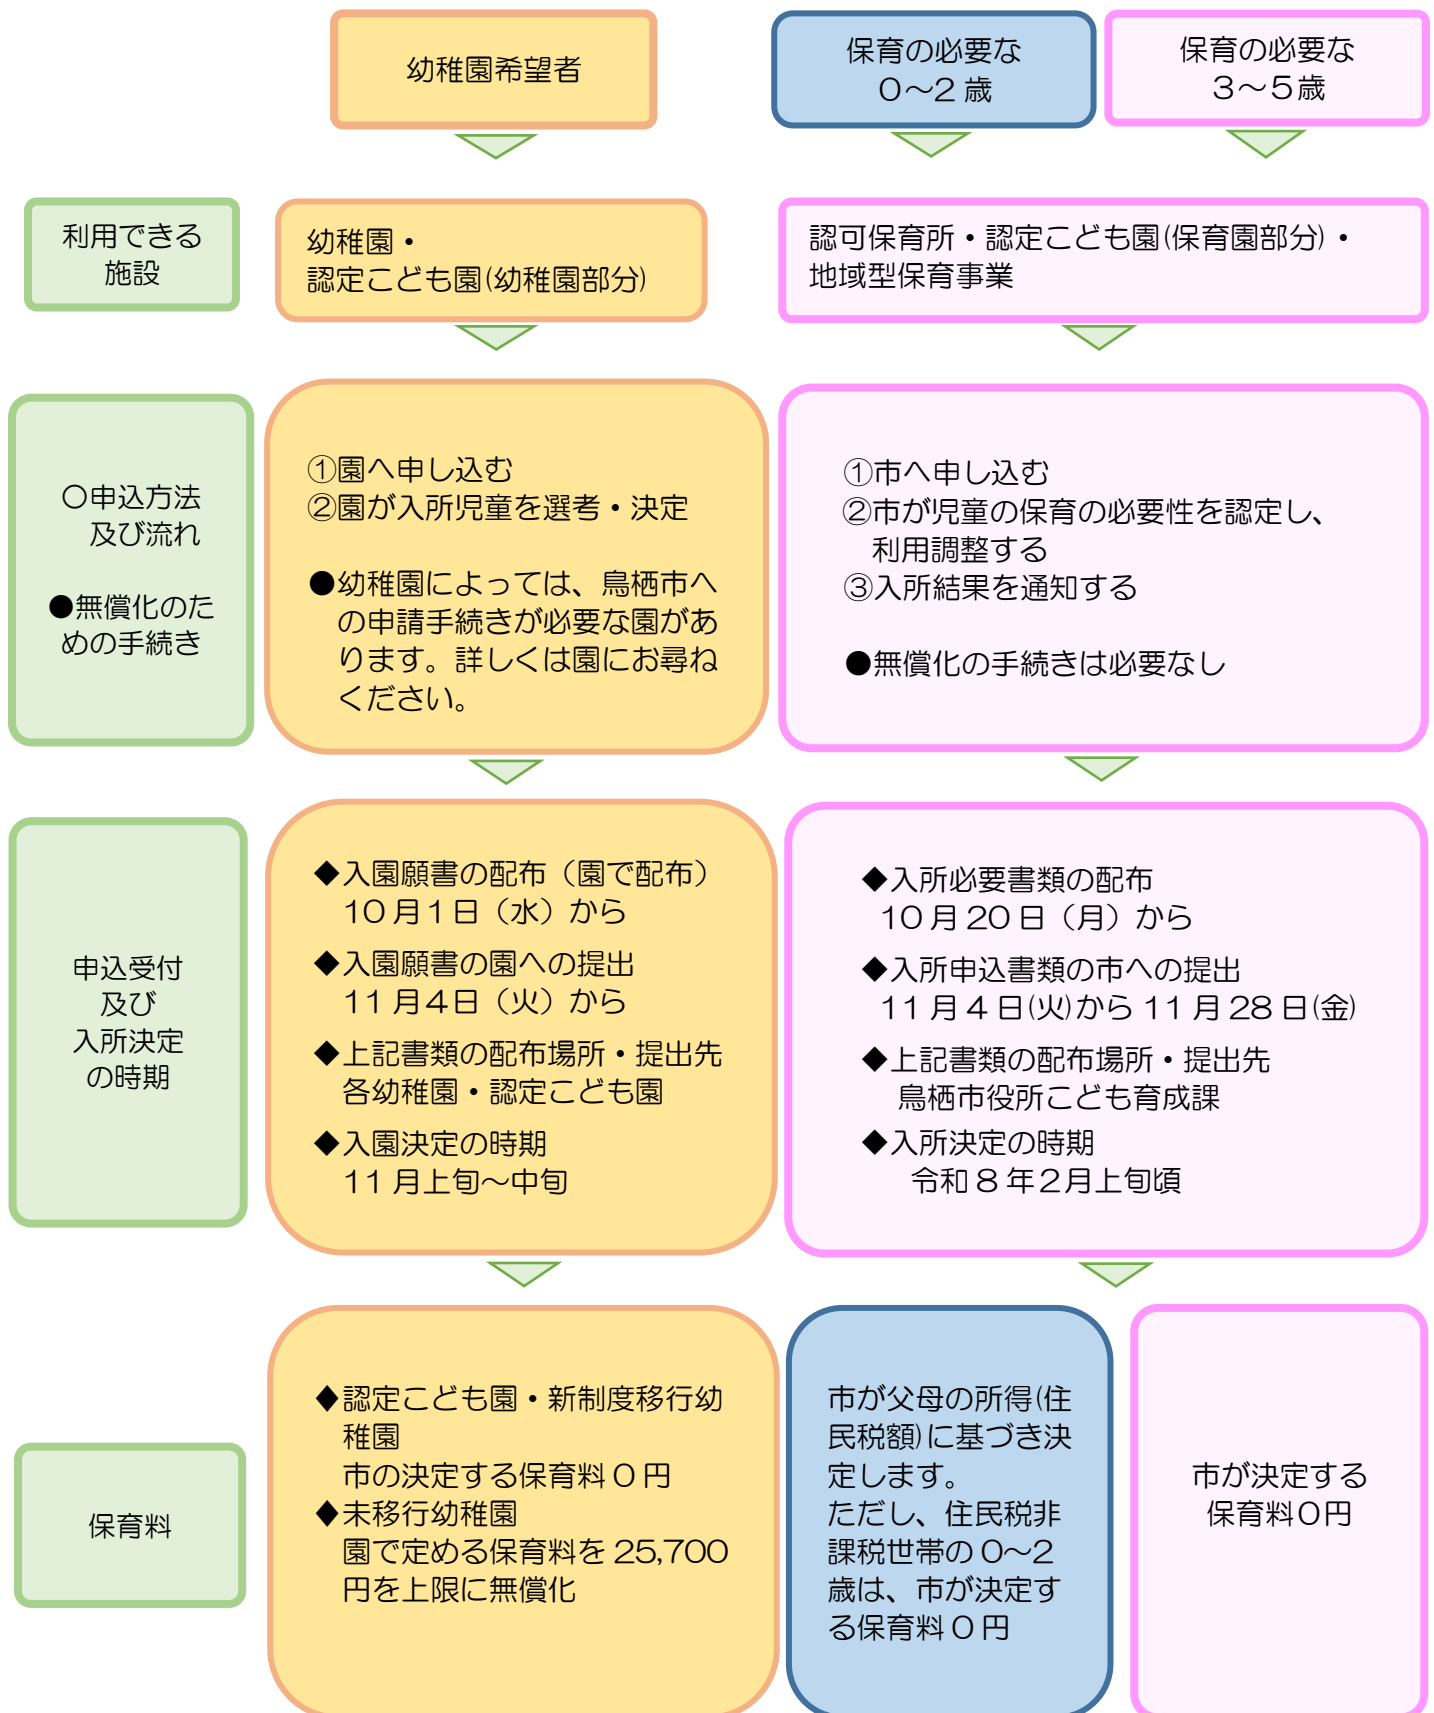 幼稚園希望者
保育の必要な
０～２歳
保育の必要な
３～５歳
利用できる
施設
幼稚園・
認定こども園(幼稚園部分)
認可保育所・認定こども園(保育園部分)・
地域型保育事業
〇申込方法
及び流れ
●無償化のた
めの手続き
①園へ申し込む
②園が入所児童を選考・決定
●幼稚園によっては、鳥栖市へ
の申請手続きが必要な園があ
ります。詳しくは園にお尋ね
ください。
①市へ申し込む
②市が児童の保育の必要性を認定し、
利用調整する
③入所結果を通知する
●無償化の手続きは必要なし
申込受付
及び
入所決定
の時期
◆入園願書の配布（園で配布）
10月１日（水）から
◆入園願書の園への提出
11月４日（火）から
◆上記書類の配布場所・提出先
各幼稚園・認定こども園
◆入園決定の時期
11月上旬～中旬
◆入所必要書類の配布
10月20日（月）から
◆入所申込書類の市への提出
11月４日(火)から11月28日(金)
◆上記書類の配布場所・提出先
鳥栖市役所こども育成課
◆入所決定の時期
令和８年２月上旬頃
保育料
♦認定こども園・新制度移行幼
稚園
市の決定する保育料０円
♦未移行幼稚園
園で定める保育料を25,700
円を上限に無償化
市が父母の所得(住
民税額)に基づき決
定します。
ただし、住民税非
課税世帯の０～２
歳は、市が決定す
る保育料０円
市が決定する
保育料０円